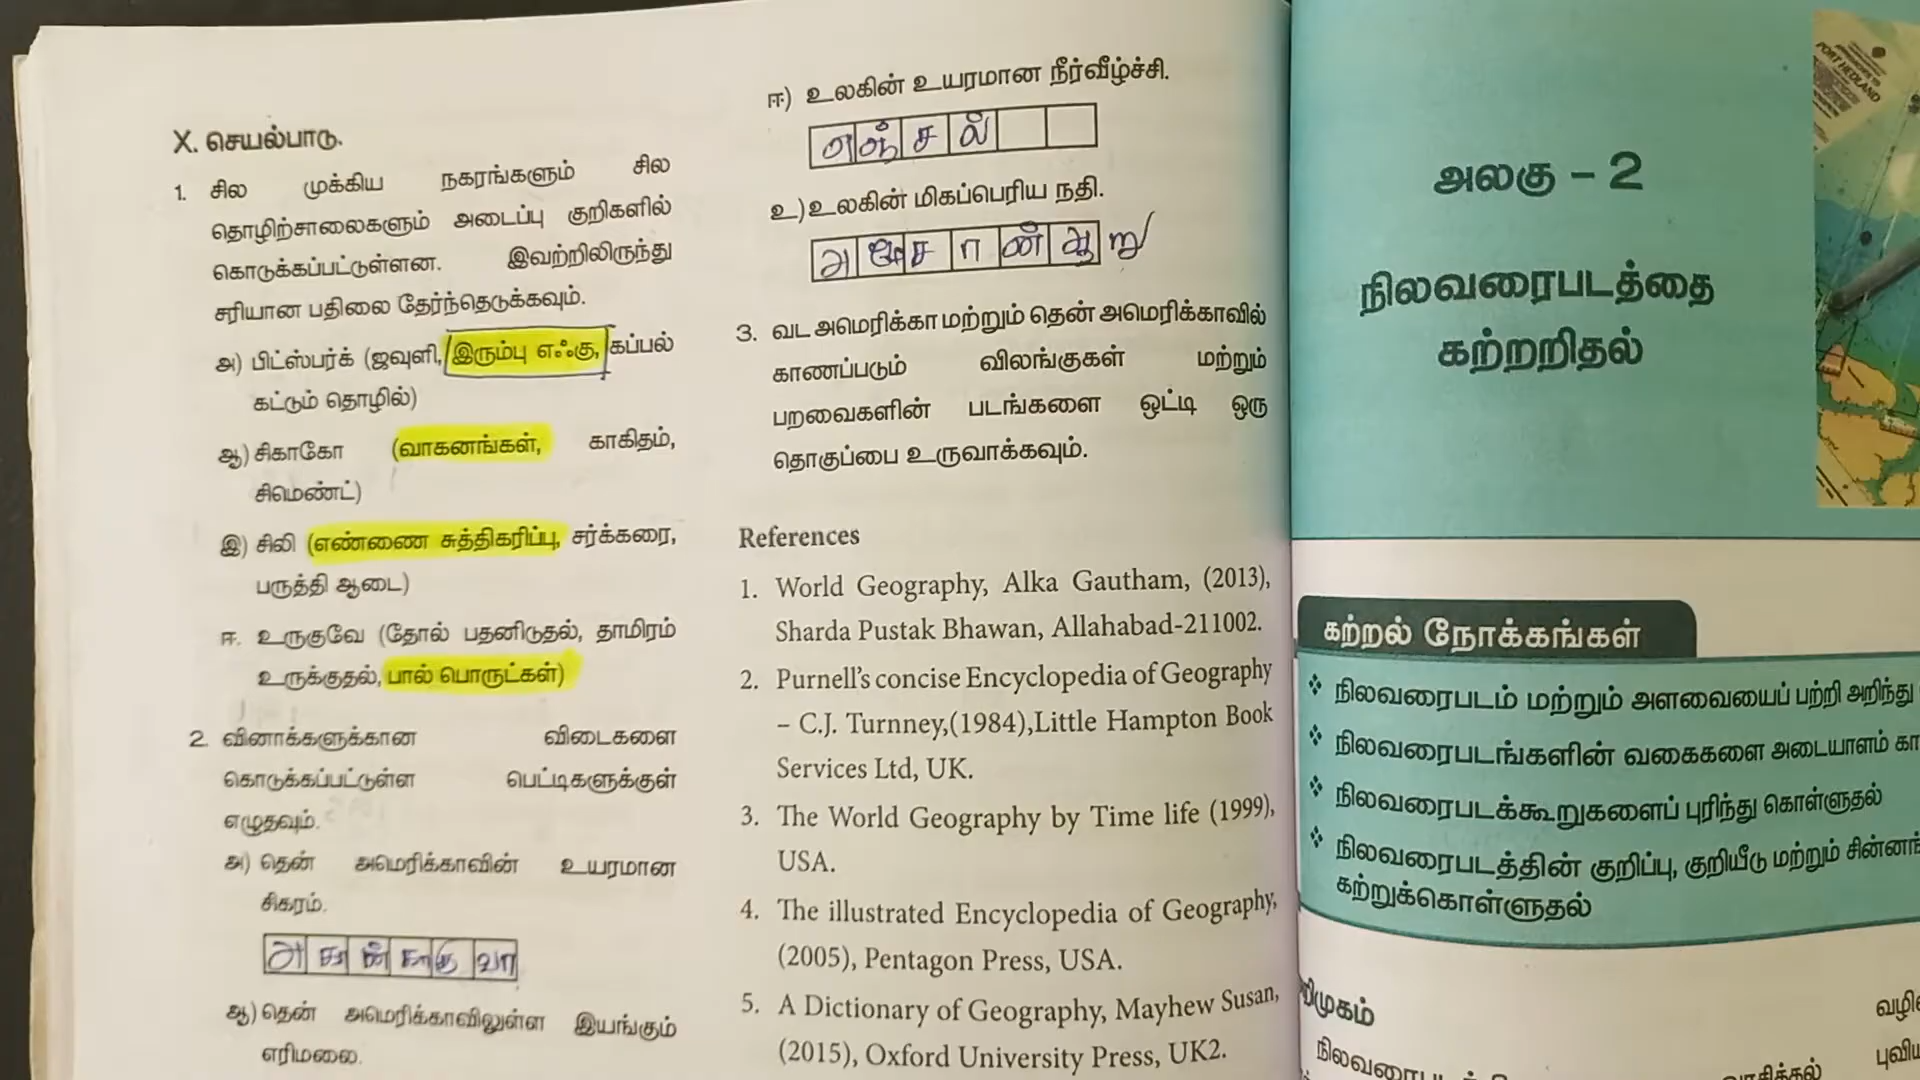 X. செயல்பாடு.
1. சில முக்கிய நகரங்களும் சில
தொழிற்சாலைகளும் அடைப்பு குறிகளில்
கொடுக்கப்பட்டுள்ளன. இவற்றிலிருந்து
சரியான பதிலை தேர்ந்தெடுக்கவும்.
அ) பிட்ஸ்பர்க் (ஜவுளி, இரும்பு எஃகு, கப்பல்
கட்டும் தொழில்)
ஆ) சிகாகோ (வாகனங்கள், காகிதம்,
சிமெண்ட்)
இ) சிலி (எண்ணை சுத்திகரிப்பு, சர்க்கரை,
பருத்தி ஆடை)
ஈ. உருகுவே (தோல் பதனிடுதல், தாமிரம்
உருக்குதல், பால் பொருட்கள்)
2. வினாக்களுக்கான விடைகளை
கொடுக்கப்பட்டுள்ள பெட்டிகளுக்குள்
எழுதவும்.
அ) தென் அமெரிக்காவின் உயரமான
சிகரம்.
ஆ) தென் அமெரிக்காவிலுள்ள இயங்கும்
எரிமலை.
ஈ) உலகின் உயரமான நீர்வீழ்ச்சி.
ஏஞ்சல்
உ) உலகின் மிகப்பெரிய நதி.
3. வட அமெரிக்கா மற்றும் தென் அமெரிக்காவில்
காணப்படும் விலங்குகள் மற்றும்
பறவைகளின் படங்களை ஒட்டி ஒரு
தொகுப்பை உருவாக்கவும்.
References
1. World Geography, Alka Gautham, (2013),
Sharda Pustak Bhawan, Allahabad-211002.
2. Purnell's concise Encyclopedia of Geography
– C.J. Turnney,(1984),Little Hampton Book
Services Ltd, UK.
3. The World Geography by Time life (1999),
USA.
4. The illustrated Encyclopedia of Geography,
(2005), Pentagon Press, USA.
5. A Dictionary of Geography, Mayhew Susan,
(2015), Oxford University Press, UK2.
அலகு – 2
நிலவரைபடத்தை
கற்றறிதல்
PORT HEDLAND
கற்றல் நோக்கங்கள்
❖ நிலவரைபடம் மற்றும் அளவையைப் பற்றி அறிந்து
❖ நிலவரைபடங்களின் வகைகளை அடையாளம்
❖ நிலவரைபடக்கூறுகளைப் புரிந்து கொள்ளுதல்
❖ நிலவரைபடத்தின் குறிப்பு, குறியீடு மற்றும்
கற்றுக்கொள்ளுதல்